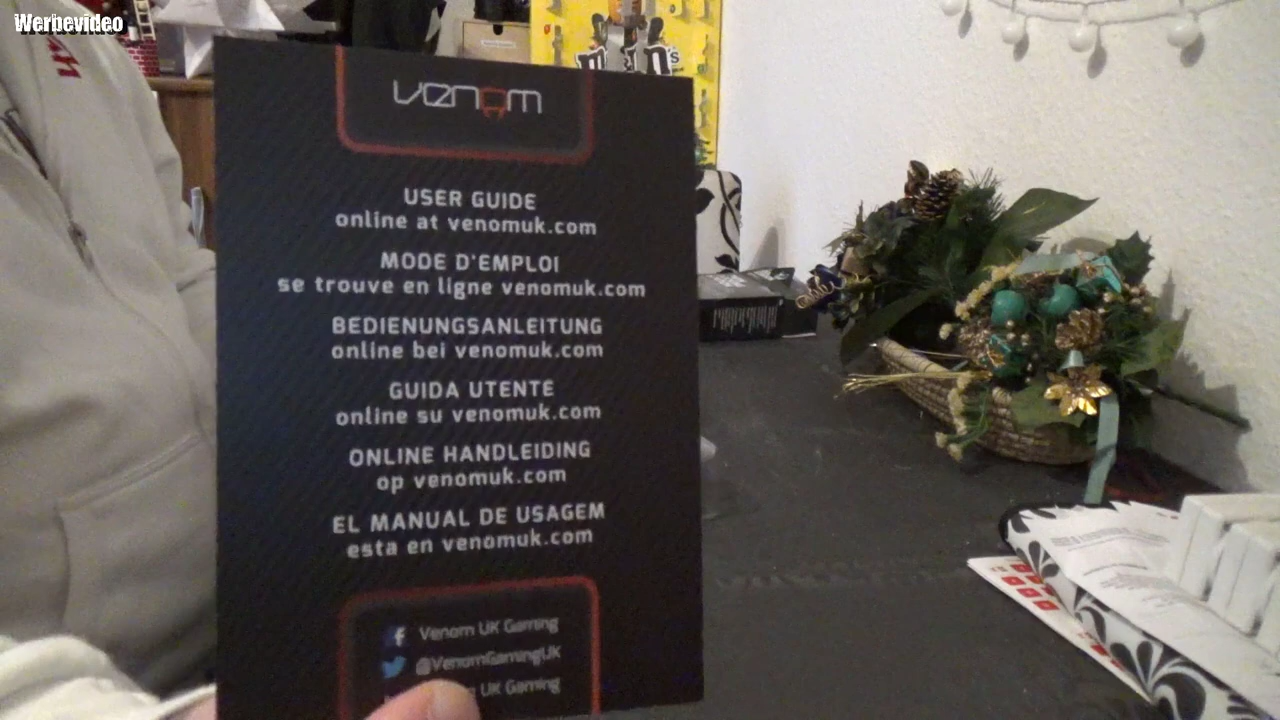 Werbevideo
venom
USER GUIDE
online at venomuk.com
MODE D'EMPLOI
se trouve en ligne venomuk.com
BEDIENUNGSANLEITUNG
online bei venomuk.com
GUIDA UTENTE
online su venomuk.com
ONLINE HANDLEIDING
op venomuk.com
EL MANUAL DE USAGEM
esta en venomuk.com
Venom UK Gaming
@VenomGamingUK
UK Gaming